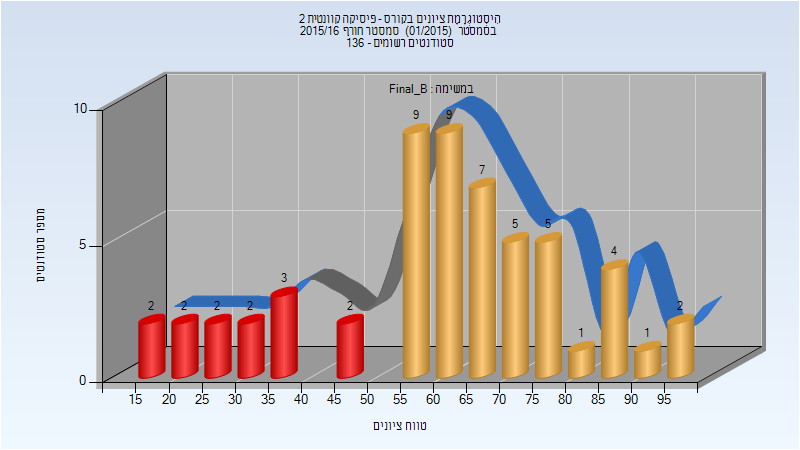 היסטוגרמת ציונים בקורס - פיסיקה קוונטית 2
בסמסטר (01/2015) סמסטר חורף 2015/16
סטודנטים רשומים - 136
במשימה : Final_B
מספר סטודנטים
10
5
0
2 2 2 2 3 2 9 9 7 5 5 1 4 1 2
15 20 25 30 35 40 45 50 55 60 65 70 75 80 85 90 95
טווח ציונים